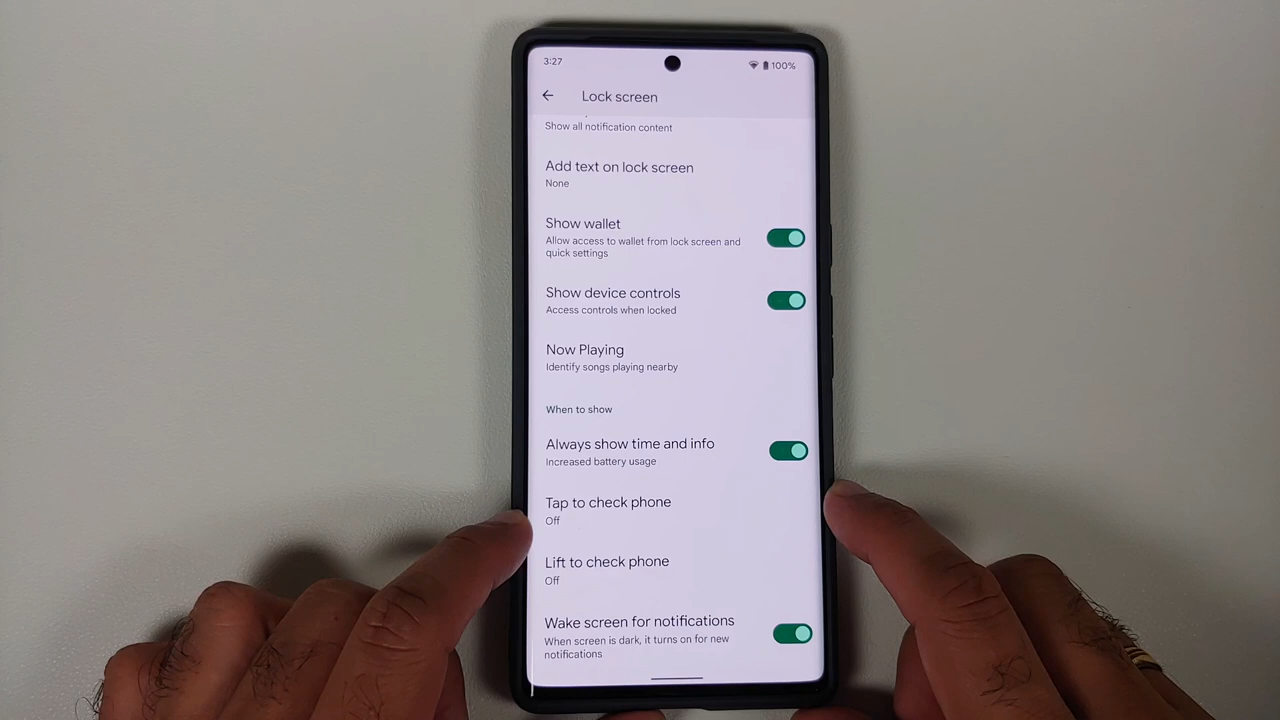 3:27
100%
Lock screen
Show all notification content
Add text on lock screen
None
Show wallet
Allow access to wallet from lock screen and
quick settings
Show device controls
Access controls when locked
Now Playing
Identify songs playing nearby
When to show
Always show time and info
Increased battery usage
Tap to check phone
Off
Lift to check phone
Off
Wake screen for notifications
When screen is dark, it turns on for new
notifications